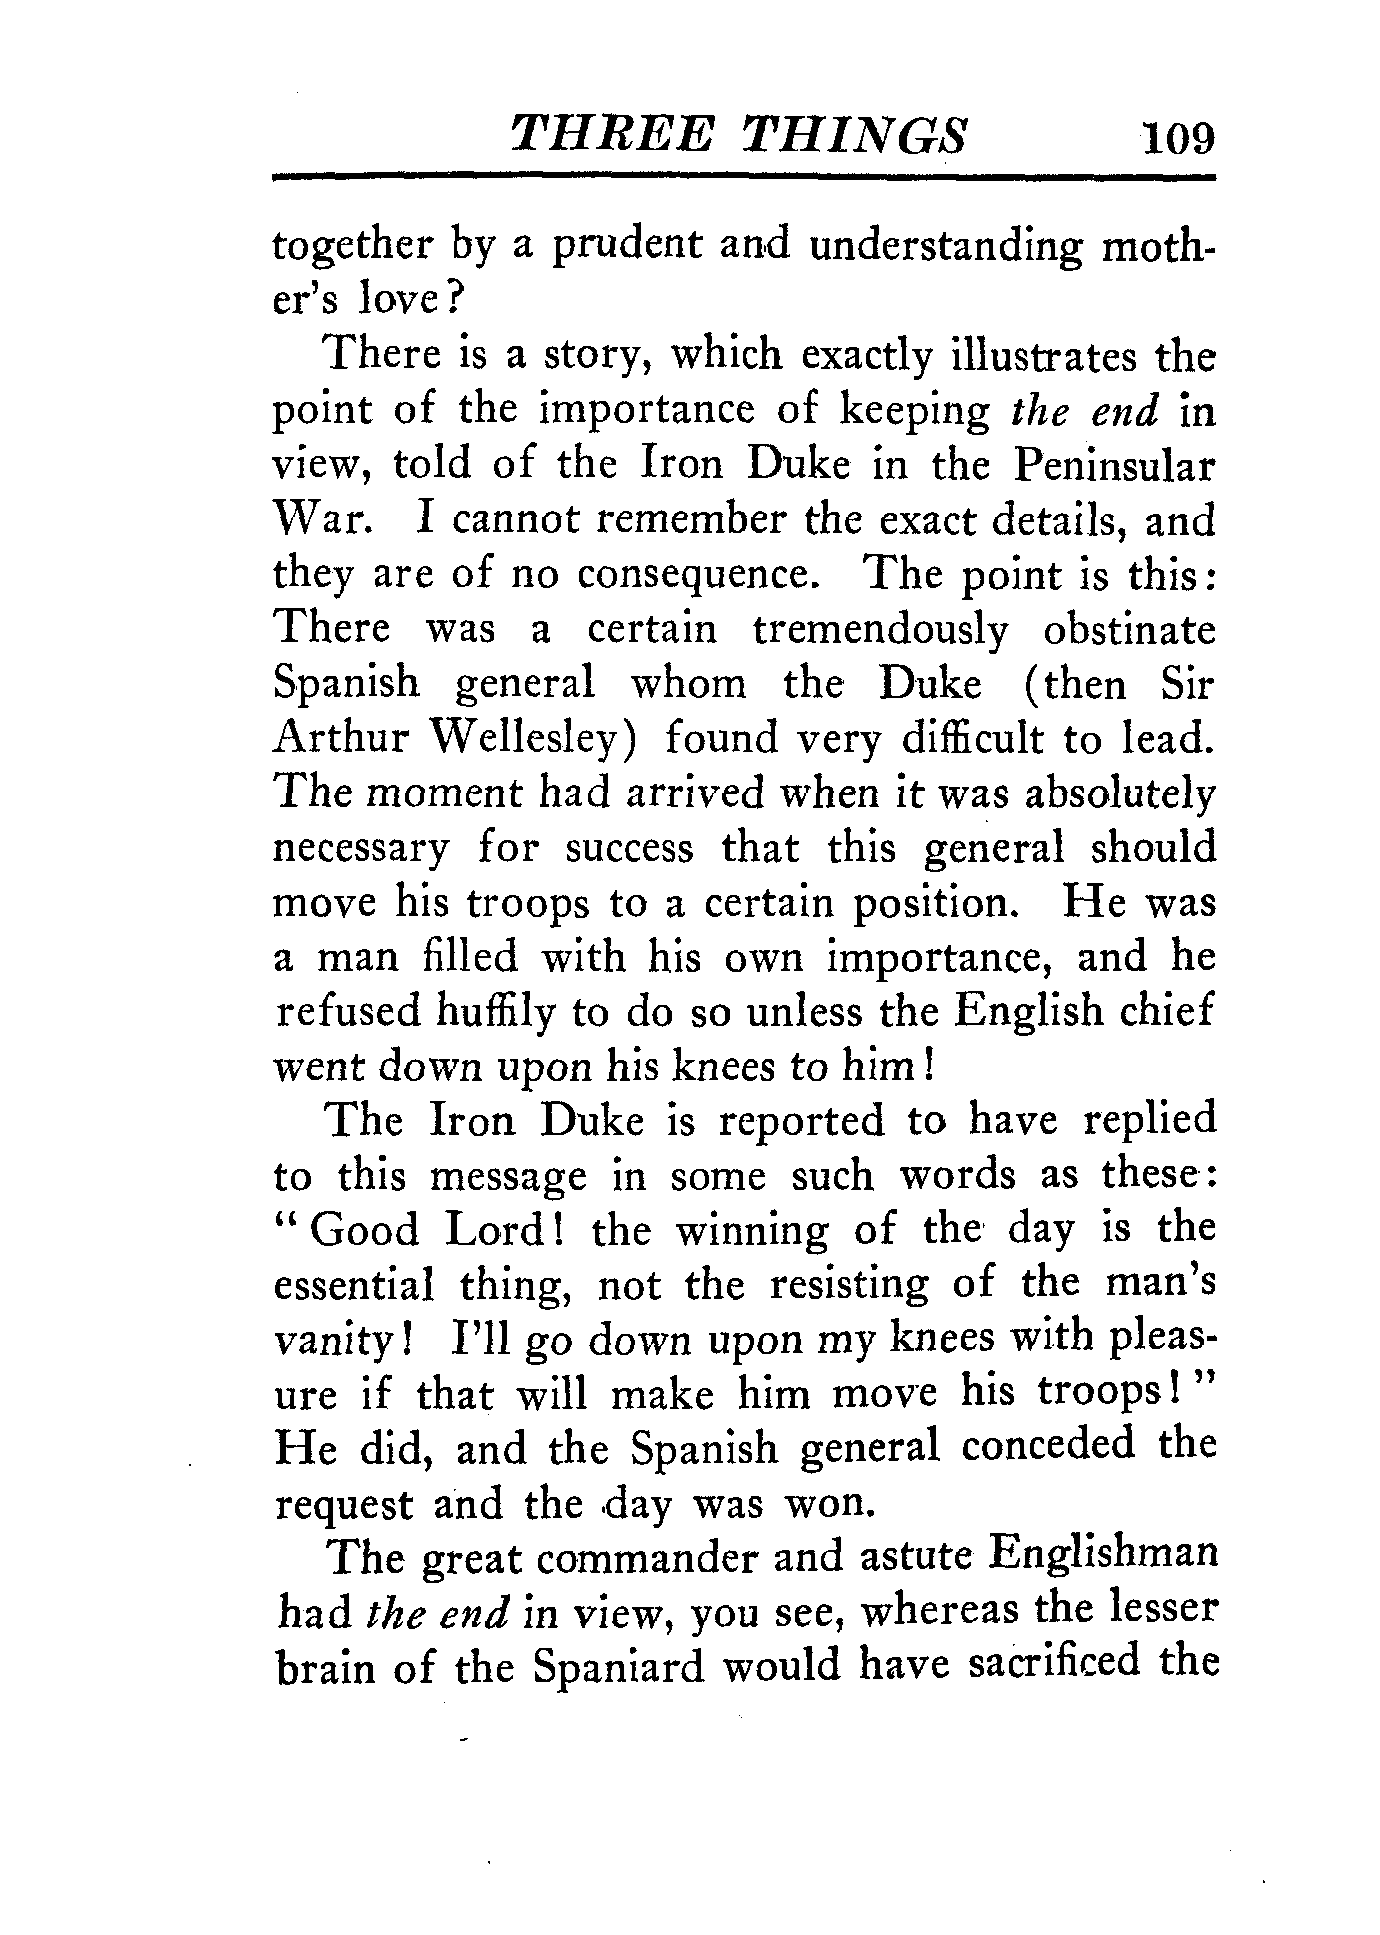 THREE THINGS 109
together by a prudent and understanding moth-
er's love?
There is a story, which exactly illustrates the
point of the importance of keeping the end in
view, told of the Iron Duke in the Peninsular
War. I cannot remember the exact details, and
they are of no consequence. The point is this:
There was a certain tremendously obstinate
Spanish general whom the Duke (then Sir
Arthur Wellesley) found very difficult to lead.
The moment had arrived when it was absolutely
necessary for success that this general should
move his troops to a certain position. He was
a man filled with his own importance, and he
refused huffily to do so unless the English chief
went down upon his knees to him!
The Iron Duke is reported to have replied
to this message in some such words as these:
“ Good Lord! the winning of the day is the
essential thing, not the resisting of the man's
vanity! I'll go down upon my knees with pleas-
ure if that will make him move his troops! ”
He did, and the Spanish general conceded the
request and the day was won.
The great commander and astute Englishman
had the end in view, you see, whereas the lesser
brain of the Spaniard would have sacrificed the